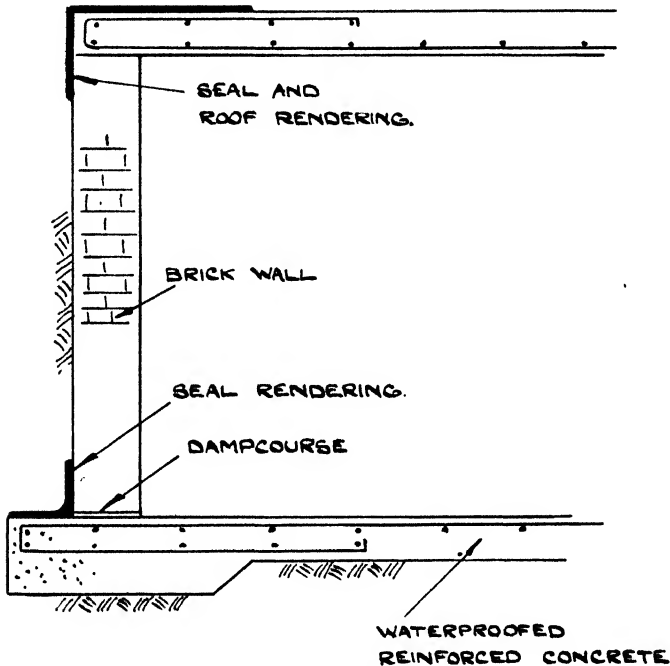 SEAL AND
ROOF RENDERING.
BRICK WALL
SEAL RENDERING.
DAMPCOURSE
WATERPROOFED
REINFORCED CONCRETE